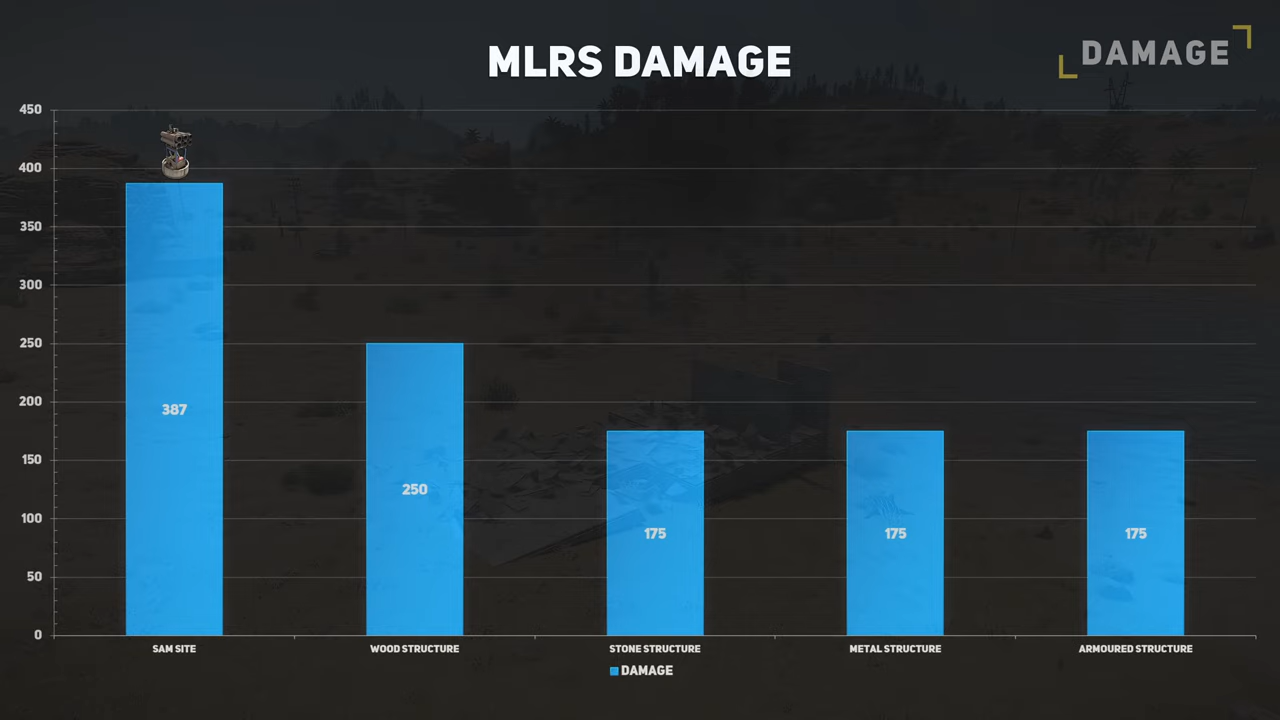 MLRS DAMAGE
DAMAGE
450
400
350
300
250
200
150
100
50
0
387
250
175
175
175
SAM SITE
WOOD STRUCTURE
STONE STRUCTURE
METAL STRUCTURE
ARMOURED STRUCTURE
DAMAGE